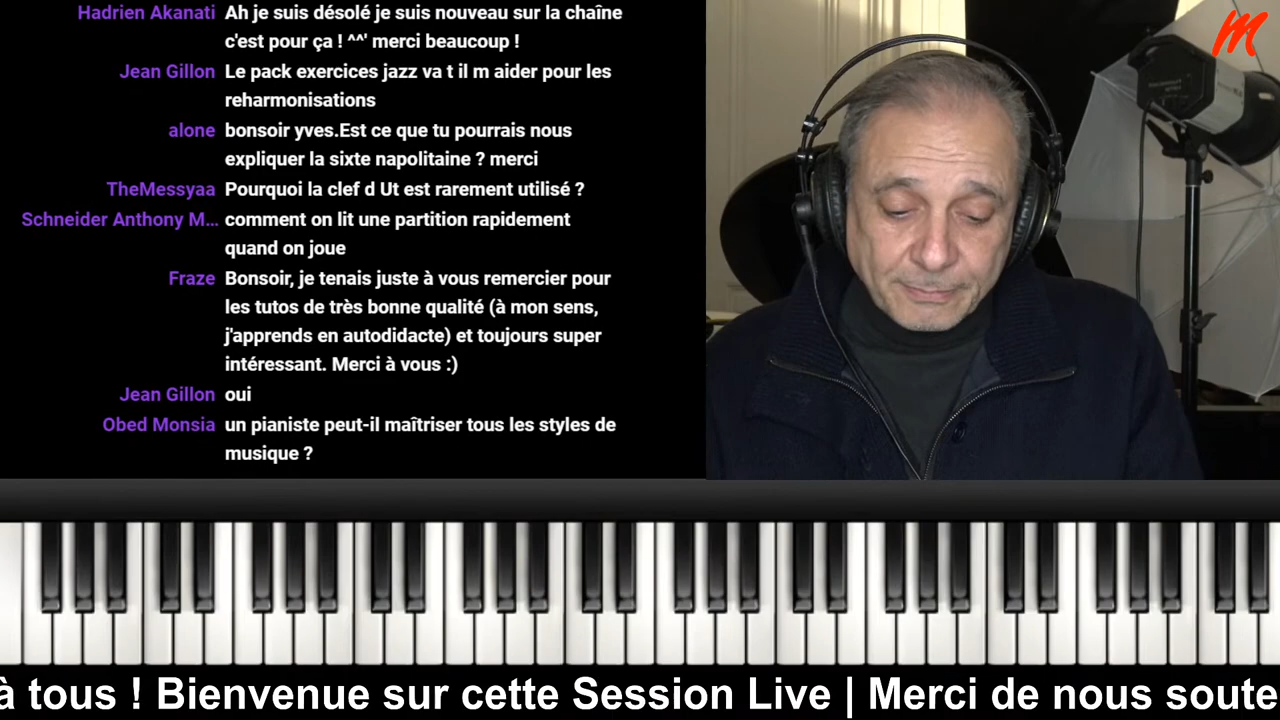 Hadrien Akanati Ah je suis désolé je suis nouveau sur la chaîne
c'est pour ça ! ^^' merci beaucoup !
Jean Gillon Le pack exercices jazz va t il m aider pour les
reharmonisations
alone bonsoir yves.Est ce que tu pourrais nous
expliquer la sixte napolitaine ? merci
TheMessyaa Pourquoi la clef d Ut est rarement utilisé ?
Schneider Anthony M... comment on lit une partition rapidement
quand on joue
Fraze Bonsoir, je tenais juste à vous remercier pour
les tutos de très bonne qualité (à mon sens,
j'apprends en autodidacte) et toujours super
intéressant. Merci à vous :)
Jean Gillon oui
Obed Monsia un pianiste peut-il maîtriser tous les styles de
musique ?
M
à tous ! Bienvenue sur cette Session Live | Merci de nous soute